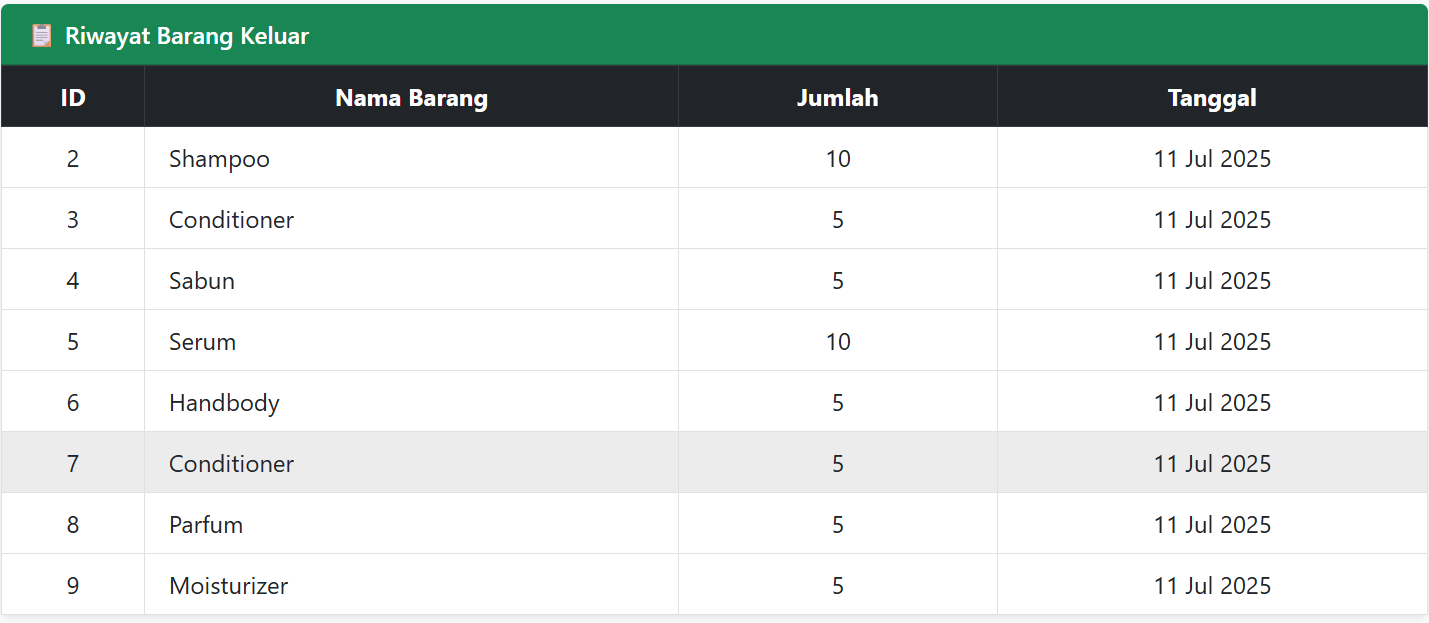 Riwayat Barang Keluar
ID Nama Barang Jumlah Tanggal
2 Shampoo 10 11 Jul 2025
3 Conditioner 5 11 Jul 2025
4 Sabun 5 11 Jul 2025
5 Serum 10 11 Jul 2025
6 Handbody 5 11 Jul 2025
7 Conditioner 5 11 Jul 2025
8 Parfum 5 11 Jul 2025
9 Moisturizer 5 11 Jul 2025